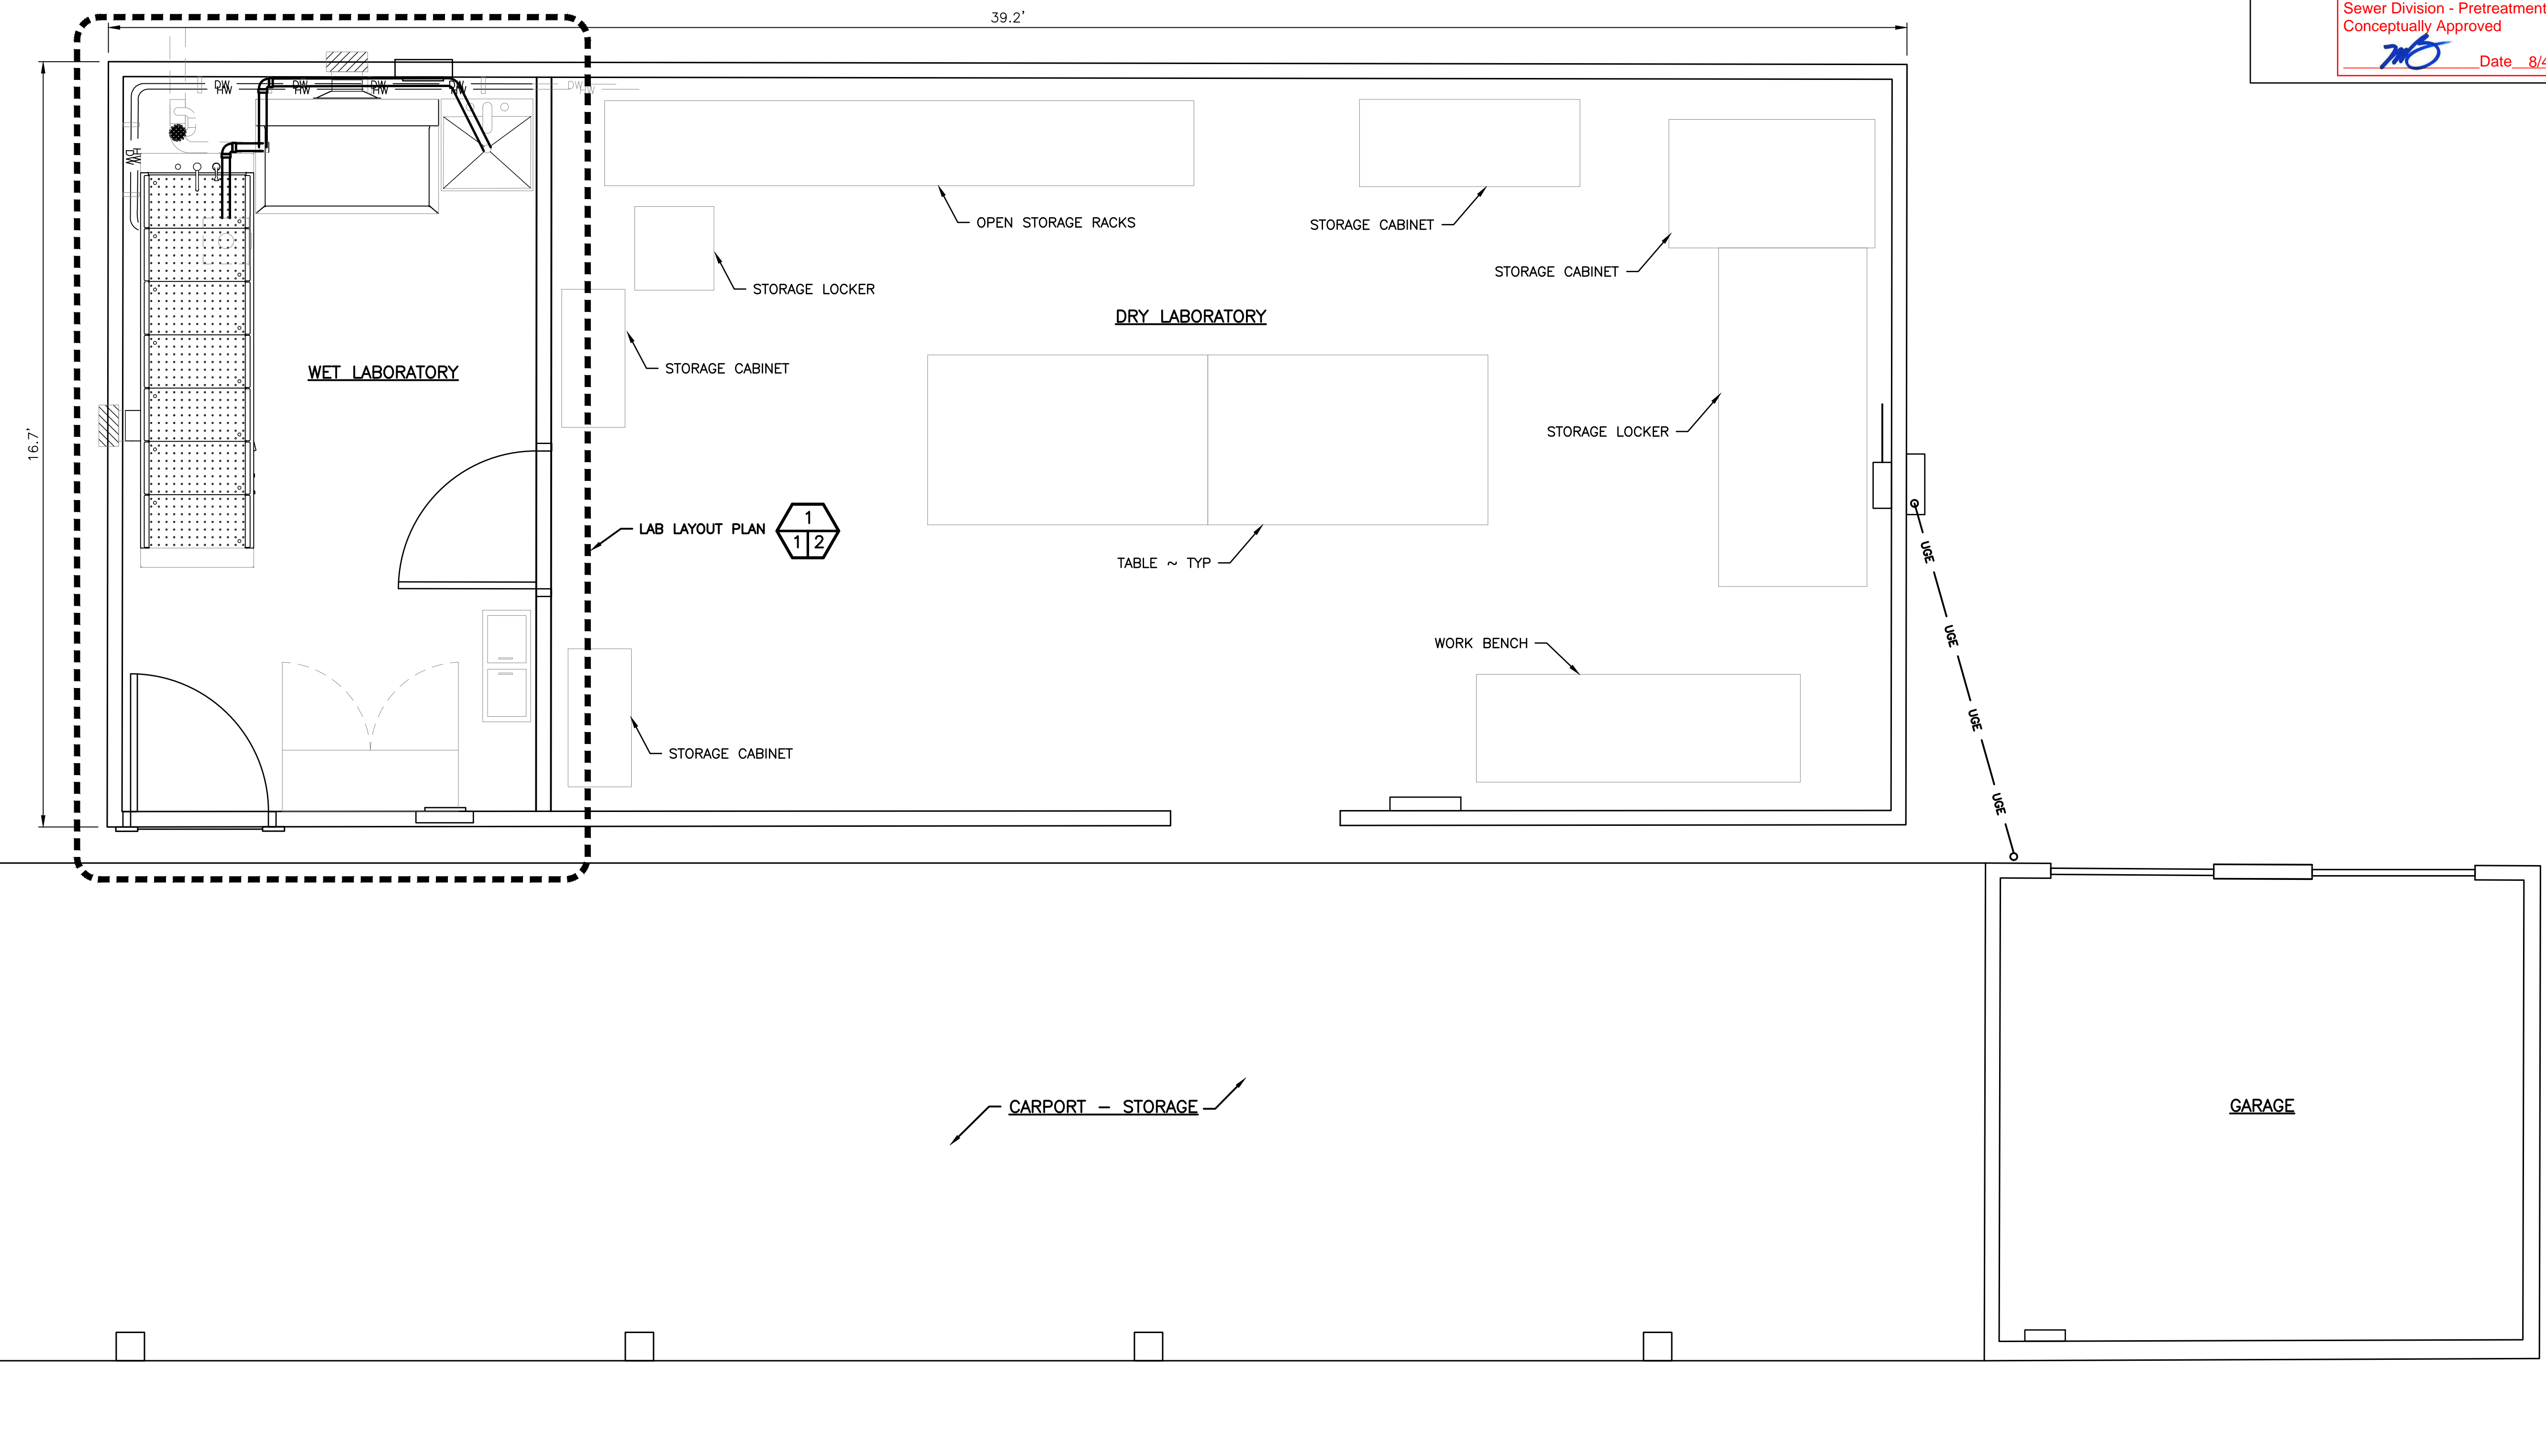 39.2'
Sewer Division - Pretreatment
Conceptually Approved
Date 8/4
DW
HW
DW
HW
DW
HW
DW
HW
DW
HW
DW
HW
OPEN STORAGE RACKS
STORAGE CABINET
STORAGE CABINET
STORAGE LOCKER
DRY LABORATORY
STORAGE CABINET
WET LABORATORY
16.7'
STORAGE LOCKER
LAB LAYOUT PLAN
1
1 2
UGE
TABLE ~ TYP
UGE
WORK BENCH
UGE
STORAGE CABINET
UGE
CARPORT – STORAGE
GARAGE